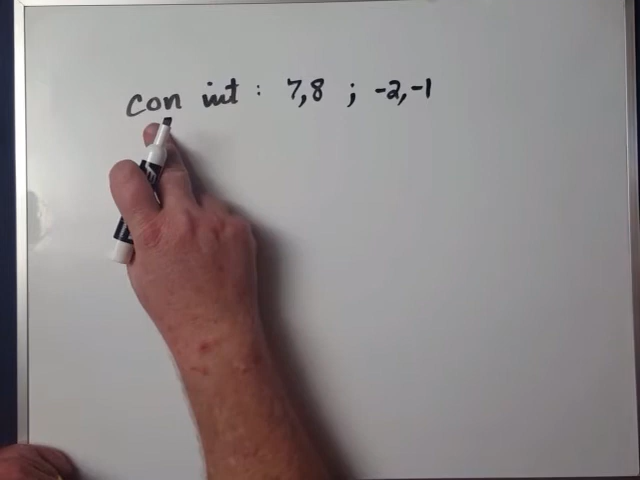 con int : 7,8 ; -2,-1